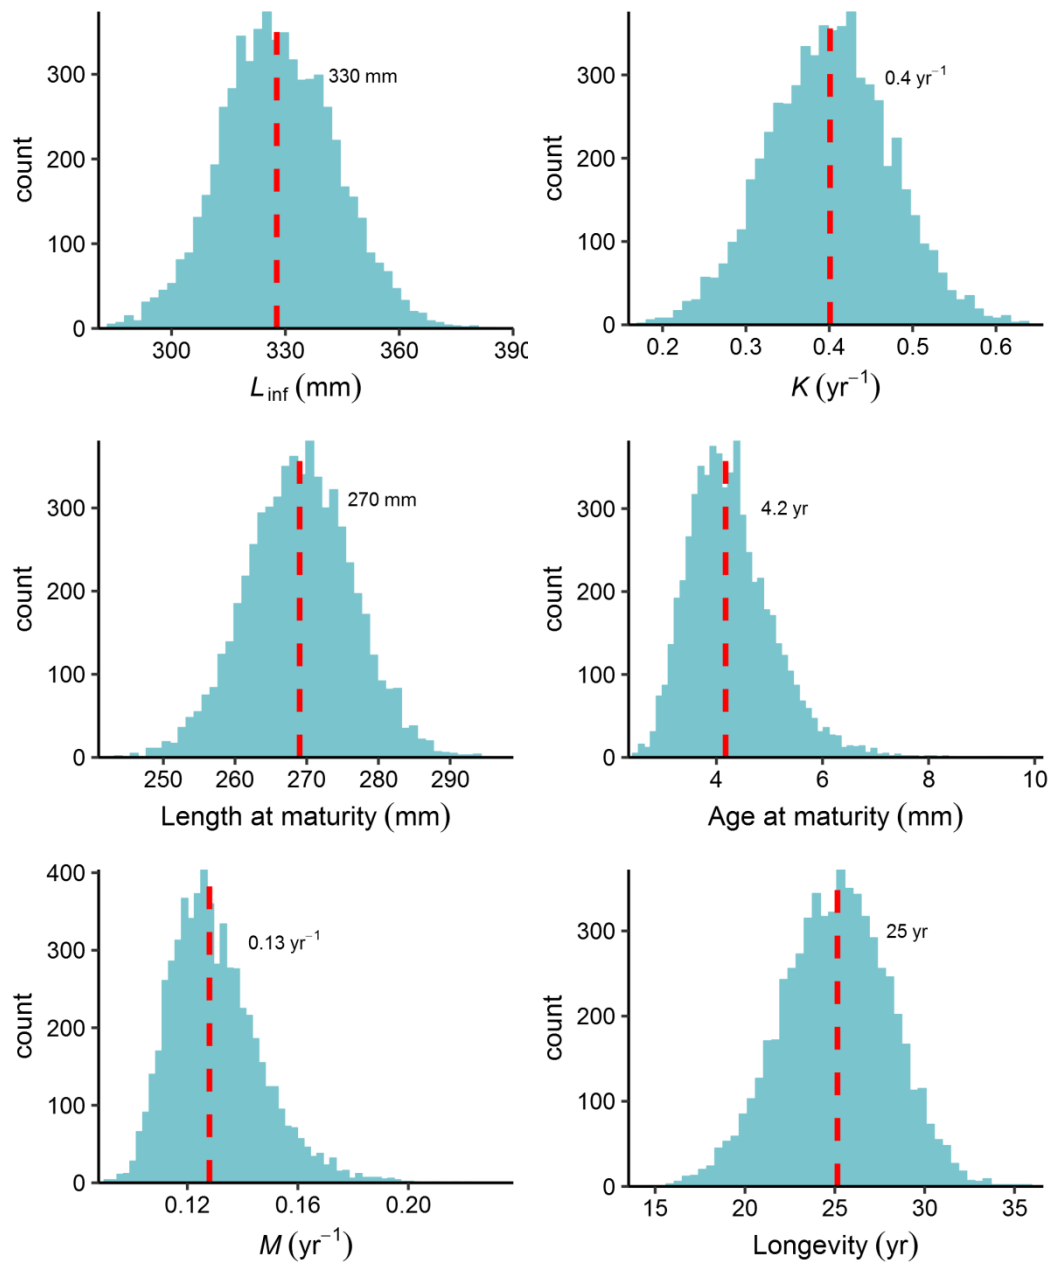 count
300
200
100
0
330 mm
300 330 360 390
L_inf (mm)
count
300
200
100
0
0.4 yr⁻¹
0.2 0.3 0.4 0.5 0.6
K (yr⁻¹)
count
300
200
100
0
270 mm
250 260 270 280 290
Length at maturity (mm)
count
300
200
100
0
4.2 yr
4 6 8 10
Age at maturity (mm)
count
400
300
200
100
0
0.13 yr⁻¹
0.12 0.16 0.20
M (yr⁻¹)
count
300
200
100
0
25 yr
15 20 25 30 35
Longevity (yr)